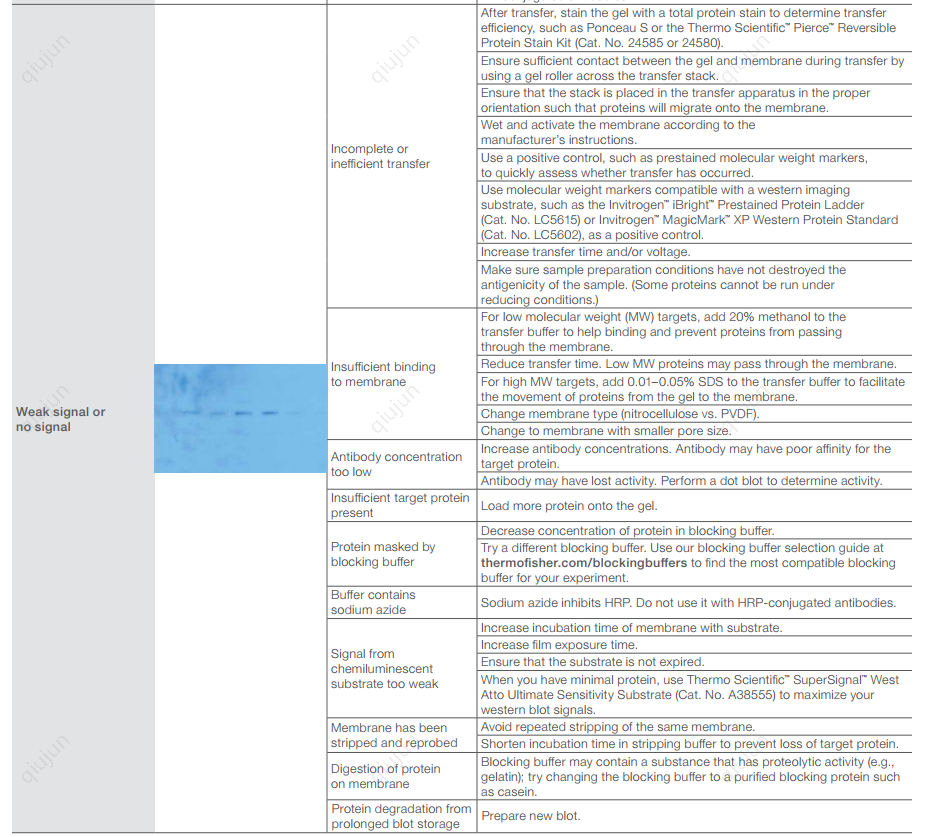 After transfer, stain the gel with a total protein stain to determine transfer
efficiency, such as Ponceau S or the Thermo Scientific™ Pierce™ Reversible
Protein Stain Kit (Cat. No. 24585 or 24580).
Ensure sufficient contact between the gel and membrane during transfer by
using a gel roller across the transfer stack.
Ensure that the stack is placed in the transfer apparatus in the proper
orientation such that proteins will migrate onto the membrane.
Wet and activate the membrane according to the
manufacturer's instructions.
Incomplete or
inefficient transfer
Use a positive control, such as prestained molecular weight markers,
to quickly assess whether transfer has occurred.
Use molecular weight markers compatible with a western imaging
substrate, such as the Invitrogen™ iBright™ Prestained Protein Ladder
(Cat. No. LC5615) or Invitrogen™ MagicMark™ XP Western Protein Standard
(Cat. No. LC5602), as a positive control.
Increase transfer time and/or voltage.
Make sure sample preparation conditions have not destroyed the
antigenicity of the sample. (Some proteins cannot be run under
reducing conditions.)
For low molecular weight (MW) targets, add 20% methanol to the
transfer buffer to help binding and prevent proteins from passing
through the membrane.
Insufficient binding
to membrane
Reduce transfer time. Low MW proteins may pass through the membrane.
For high MW targets, add 0.01–0.05% SDS to the transfer buffer to facilitate
the movement of proteins from the gel to the membrane.
Change membrane type (nitrocellulose vs. PVDF).
Change to membrane with smaller pore size.
Weak signal or
no signal
Antibody concentration
too low
Increase antibody concentrations. Antibody may have poor affinity for the
target protein.
Antibody may have lost activity. Perform a dot blot to determine activity.
Insufficient target protein
present
Load more protein onto the gel.
Protein masked by
blocking buffer
Decrease concentration of protein in blocking buffer.
Try a different blocking buffer. Use our blocking buffer selection guide at
thermofisher.com/blockingbuffers to find the most compatible blocking
buffer for your experiment.
Buffer contains
sodium azide
Sodium azide inhibits HRP. Do not use it with HRP-conjugated antibodies.
Signal from
chemiluminescent
substrate too weak
Increase incubation time of membrane with substrate.
Increase film exposure time.
Ensure that the substrate is not expired.
When you have minimal protein, use Thermo Scientific™ SuperSignal™ West
Atto Ultimate Sensitivity Substrate (Cat. No. A38555) to maximize your
western blot signals.
Membrane has been
stripped and reprobed
Avoid repeated stripping of the same membrane.
Shorten incubation time in stripping buffer to prevent loss of target protein.
Digestion of protein
on membrane
Blocking buffer may contain a substance that has proteolytic activity (e.g.,
gelatin); try changing the blocking buffer to a purified blocking protein such
as casein.
Protein degradation from
prolonged blot storage
Prepare new blot.
qiujun
qiujun
qiujun
qiujun
qiujun
qiujun
qiujun
qiujun
qiujun